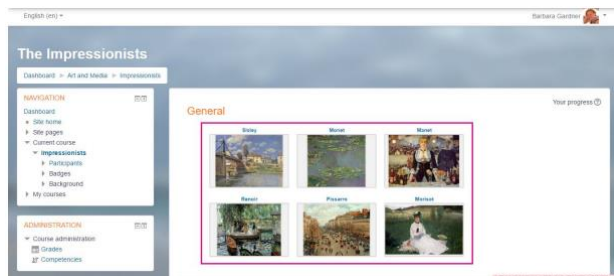 English (en)
Barbara Gardner
The Impressionists
Dashboard > Art and Media > Impressionists
NAVIGATION
Dashboard
Site home
Site pages
Current course
Impressionists
Participants
Badges
Background
My courses
ADMINISTRATION
Course administration
Grades
Competencies
Your progress
General
Sisley Monet Manet
Renoir Pissarro Morisot